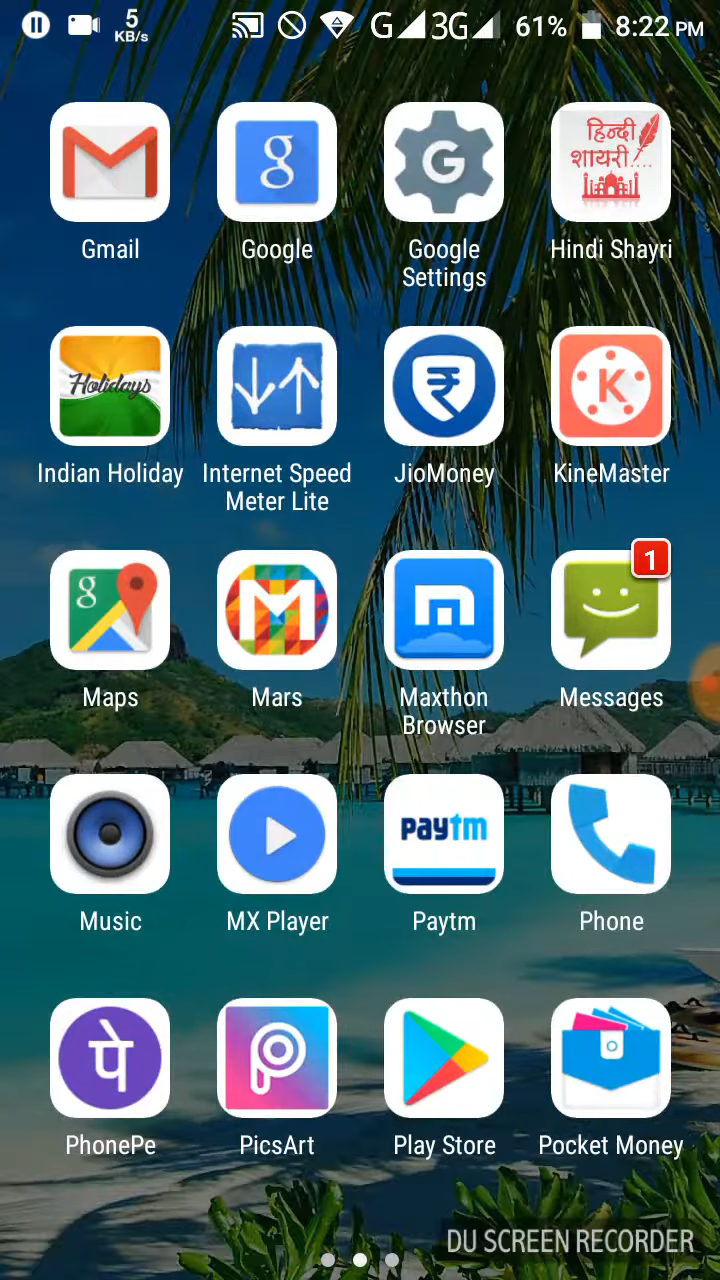 5
KB/s
G 3G 61% 8:22 PM
g
G
हिन्दी
शायरी....
Gmail
Google
Google
Settings
Hindi Shayri
Holidays
₹
K
Indian Holiday
Internet Speed
Meter Lite
JioMoney
KineMaster
g
M
m
1
Maps
Mars
Maxthon
Browser
Messages
paytm
Music
MX Player
Paytm
Phone
पे
P
PhonePe
PicsArt
Play Store
Pocket Money
DU SCREEN RECORDER